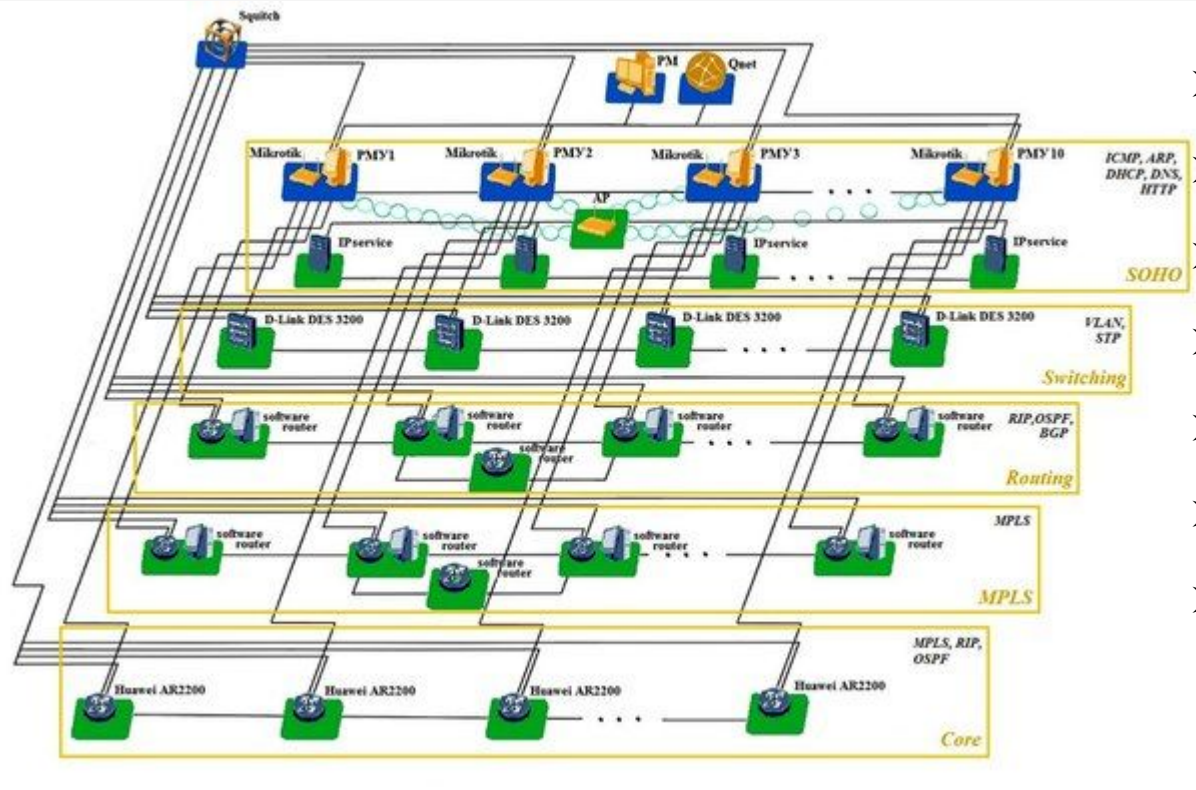 Squitch
PM
Qnet
Mikrotik
РМУ1
Mikrotik
РМУ2
Mikrotik
РМУ3
Mikrotik
РМУ10
ICMP, ARP,
DHCP, DNS,
HTTP
AP
IPservice
IPservice
IPservice
SOHO
D-Link DES 3200
D-Link DES 3200
D-Link DES 3200
D-Link DES 3200
VLAN,
STP
Switching
software
router
software
router
software
router
software
router
software
router
RIP,OSPF,
BGP
Routing
software
router
software
router
software
router
software
router
software
router
MPLS
MPLS
MPLS, RIP,
OSPF
Huawei AR2200
Huawei AR2200
Huawei AR2200
Huawei AR2200
Core